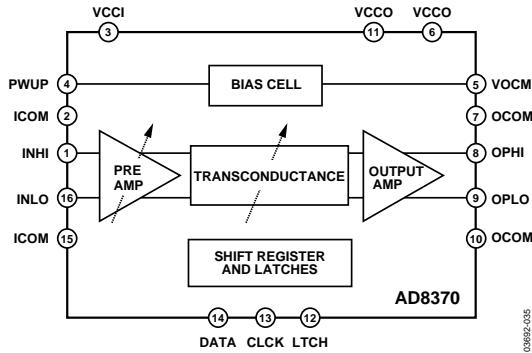 VCCI VCCO VCCO
3 11 6
PWUP 4 BIAS CELL 5 VOCM
ICOM 2 7 OCOM
INHI 1 PRE AMP TRANSCONDUCTANCE OUTPUT AMP 8 OPHI
INLO 16 9 OPLO
ICOM 15 10 OCOM
SHIFT REGISTER
AND LATCHES
AD8370
14 13 12
DATA CLCK LTCH
03692-035